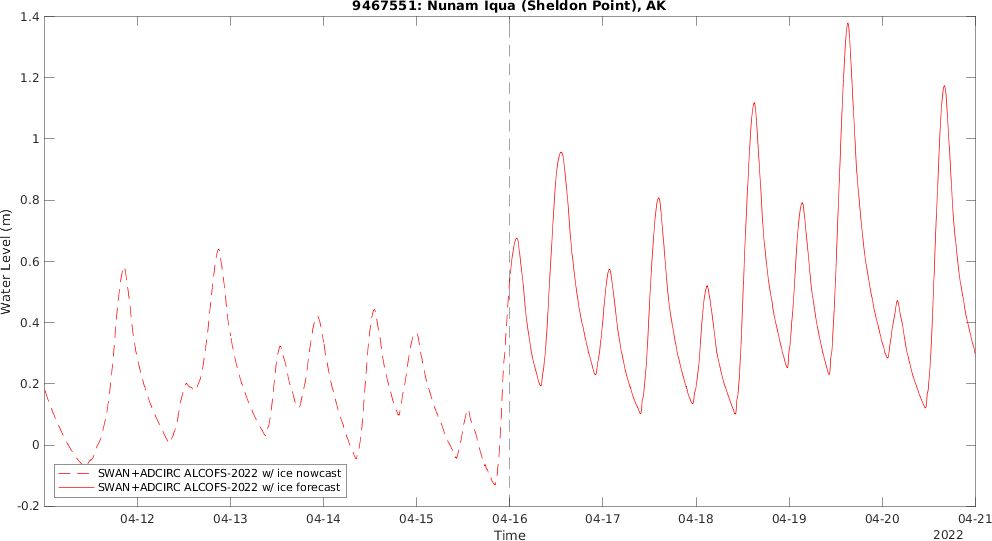 9467551: Nunam Iqua (Sheldon Point), AK
Water Level (m)
1.4
1.2
1
0.8
0.6
0.4
0.2
0
-0.2
SWAN+ADCIRC ALCOFS-2022 w/ ice nowcast
SWAN+ADCIRC ALCOFS-2022 w/ ice forecast
04-12 04-13 04-14 04-15 04-16 04-17 04-18 04-19 04-20 04-21
Time
2022